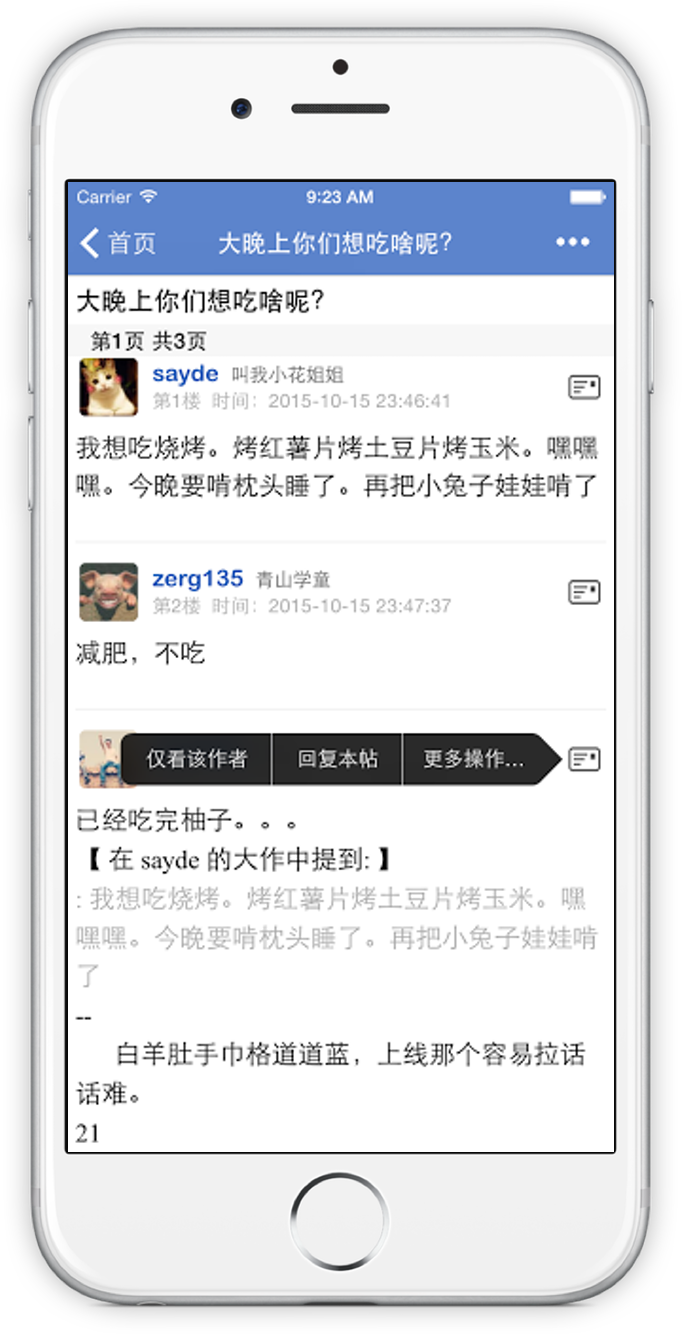 Carrier 9:23 AM
首页 大晚上你们想吃啥呢？
大晚上你们想吃啥呢？
第1页 共3页
sayde 叫我小花姐姐
第1楼 时间：2015-10-15 23:46:41
我想吃烧烤。烤红薯片烤土豆片烤玉米。嘿嘿
嘿。今晚要啃枕头睡了。再把小兔子娃娃啃了
zerg135 青山学童
第2楼 时间：2015-10-15 23:47:37
减肥，不吃
仅看该作者 回复本帖 更多操作...
已经吃完柚子。。。
【 在 sayde 的大作中提到: 】
: 我想吃烧烤。烤红薯片烤土豆片烤玉米。嘿
嘿嘿。今晚要啃枕头睡了。再把小兔子娃娃啃
了
--
白羊肚手巾格道道蓝，上线那个容易拉话
话难。
21